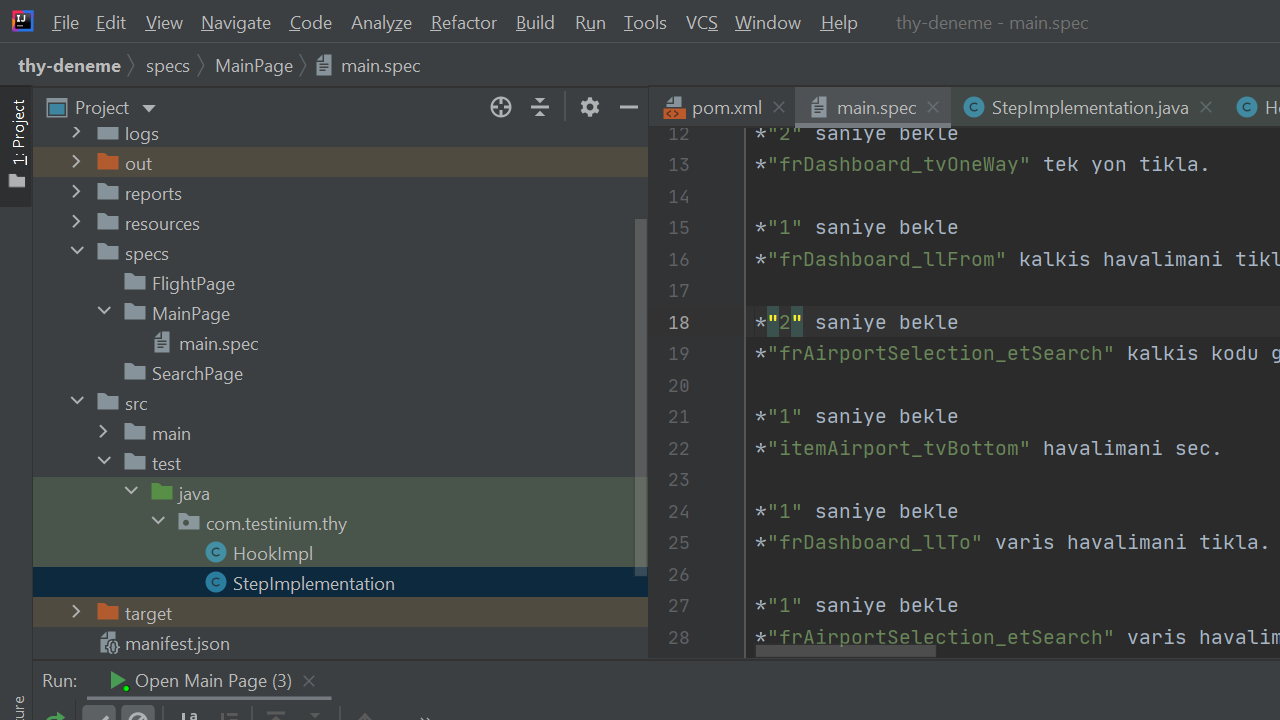 File Edit View Navigate Code Analyze Refactor Build Run Tools VCS Window Help thy-deneme - main.spec
thy-deneme specs MainPage main.spec
1: Project
Project
logs
out
reports
resources
specs
FlightPage
MainPage
main.spec
SearchPage
src
main
test
java
com.testinium.thy
HookImpl
StepImplementation
target
manifest.json
pom.xml main.spec StepImplementation.java
12 *"2" saniye bekle
13 *"frDashboard_tvOneWay" tek yon tikla.
14
15 *"1" saniye bekle
16 *"frDashboard_llFrom" kalkis havalimani tikl
17
18 *"2" saniye bekle
19 *"frAirportSelection_etSearch" kalkis kodu g
20
21 *"1" saniye bekle
22 *"itemAirport_tvBottom" havalimani sec.
23
24 *"1" saniye bekle
25 *"frDashboard_llTo" varis havalimani tikla.
26
27 *"1" saniye bekle
28 *"frAirportSelection_etSearch" varis havalim
Run: Open Main Page (3)